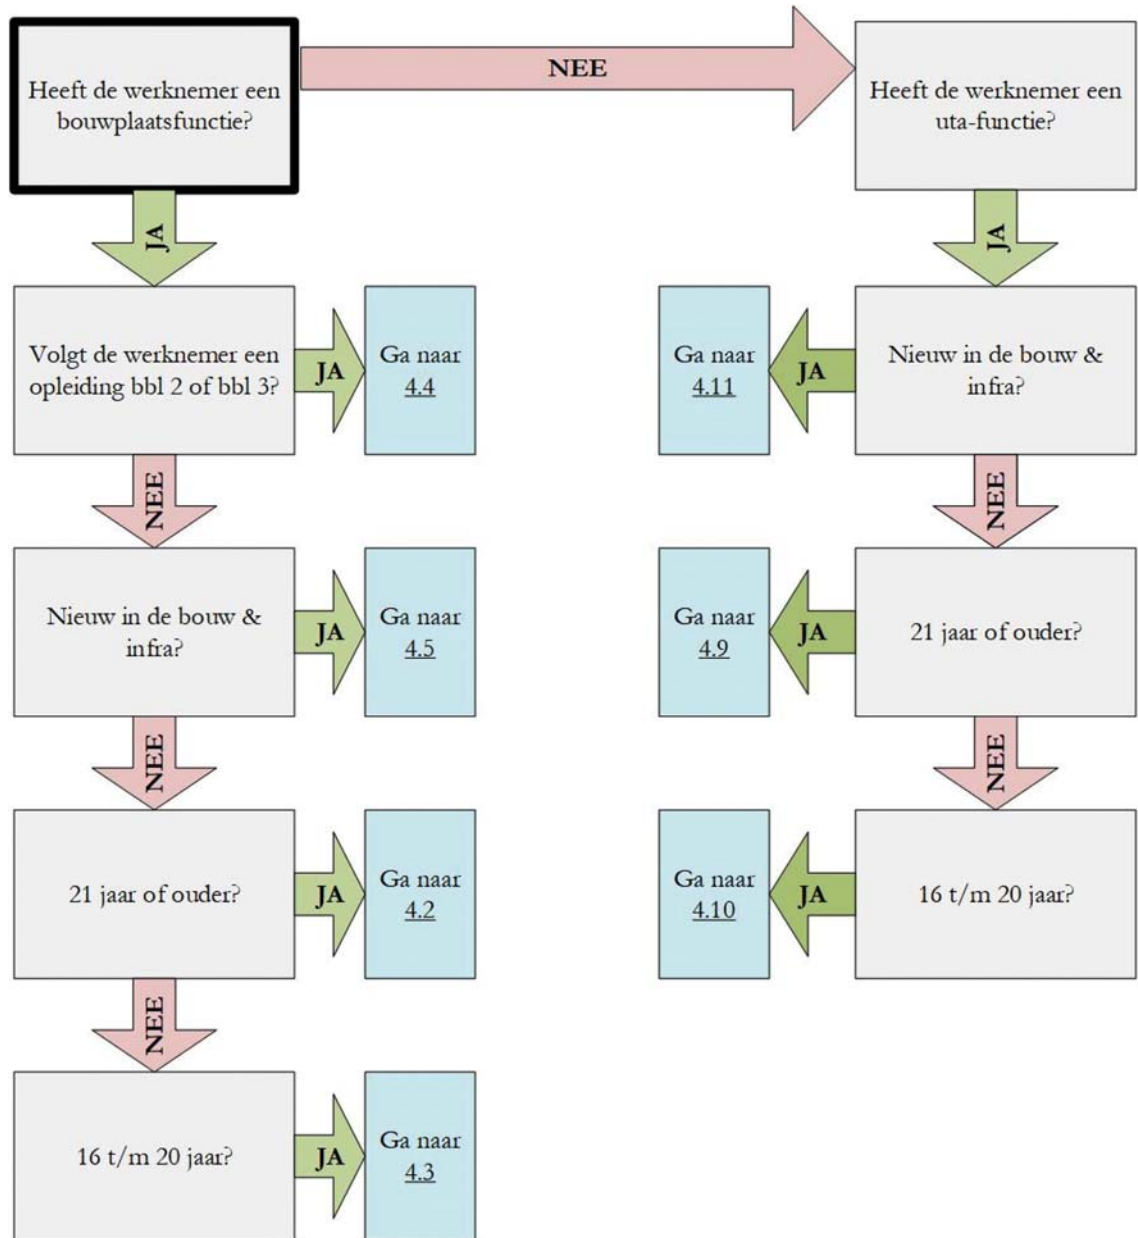 Heeft de werknemer een
bouwplaatsfunctie?
NEE
Heeft de werknemer een
uta-functie?
JA
JA
Volgt de werknemer een
opleiding bbl 2 of bbl 3?
JA
Ga naar
4.4
Ga naar
4.11
JA
Nieuw in de bouw &
infra?
NEE
NEE
Nieuw in de bouw &
infra?
JA
Ga naar
4.5
Ga naar
4.9
JA
21 jaar of ouder?
NEE
NEE
21 jaar of ouder?
JA
Ga naar
4.2
Ga naar
4.10
JA
16 t/m 20 jaar?
NEE
16 t/m 20 jaar?
JA
Ga naar
4.3